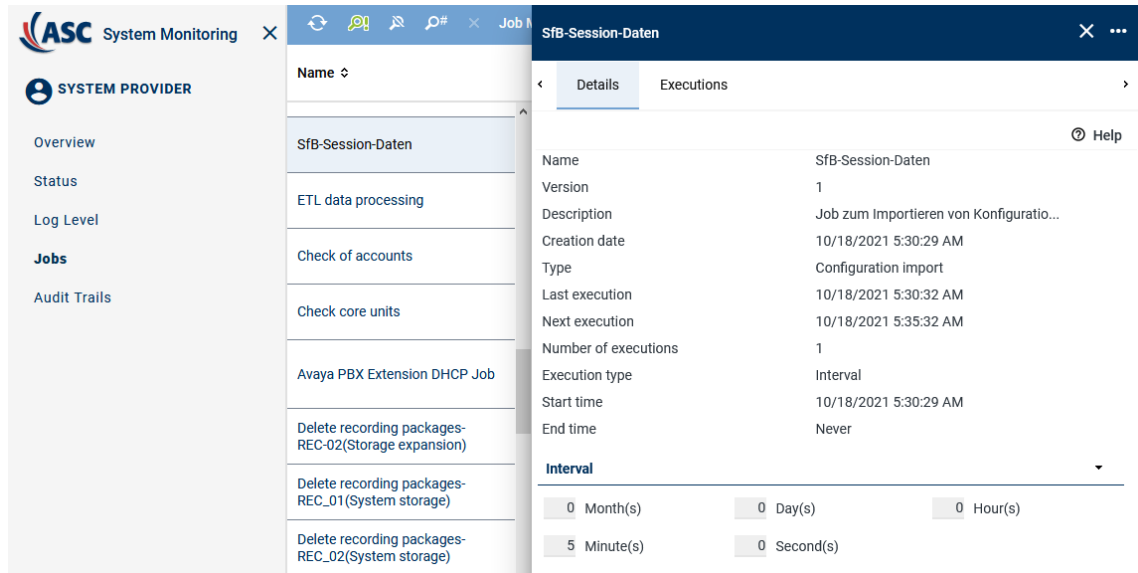 ASC System Monitoring
SYSTEM PROVIDER
Overview
Status
Log Level
Jobs
Audit Trails
Job
Name
SfB-Session-Daten
ETL data processing
Check of accounts
Check core units
Avaya PBX Extension DHCP Job
Delete recording packages-
REC-02(Storage expansion)
Delete recording packages-
REC_01(System storage)
Delete recording packages-
REC_02(System storage)
SfB-Session-Daten
Details Executions
Help
Name SfB-Session-Daten
Version 1
Description Job zum Importieren von Konfiguratio...
Creation date 10/18/2021 5:30:29 AM
Type Configuration import
Last execution 10/18/2021 5:30:32 AM
Next execution 10/18/2021 5:35:32 AM
Number of executions 1
Execution type Interval
Start time 10/18/2021 5:30:29 AM
End time Never
Interval
0 Month(s) 0 Day(s) 0 Hour(s)
5 Minute(s) 0 Second(s)